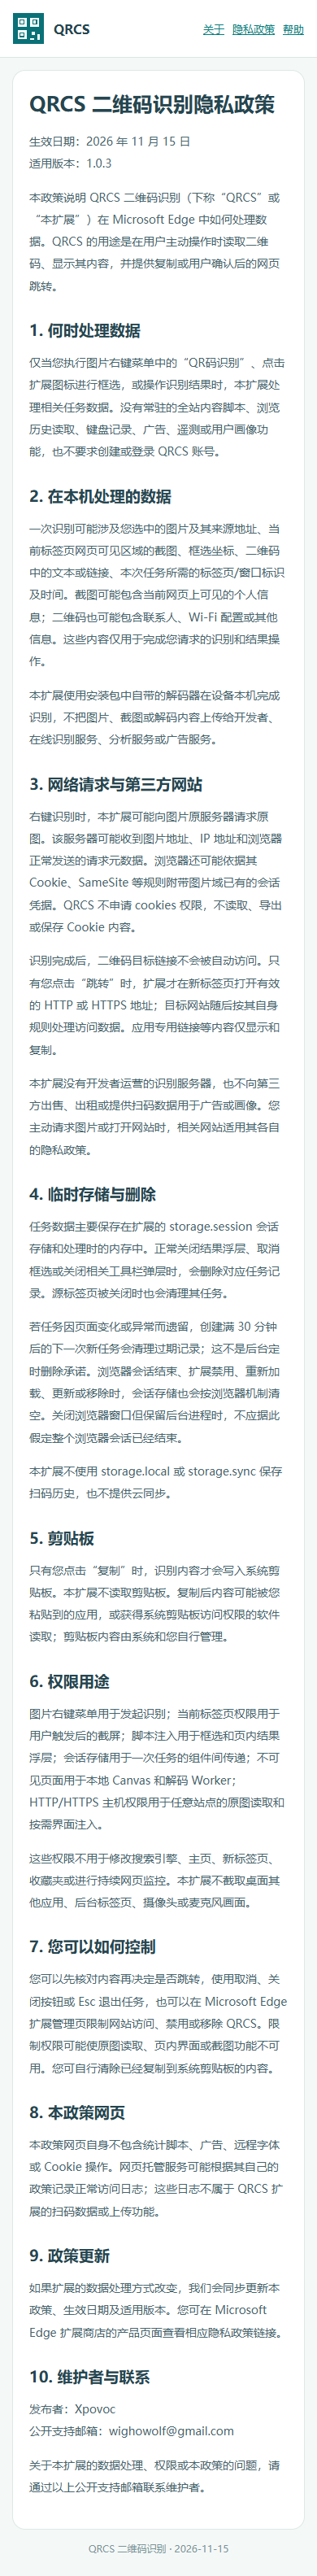 QRCS
关于 隐私政策 帮助
QRCS 二维码识别隐私政策
生效日期：2026 年 11 月 15 日
适用版本：1.0.3
本政策说明 QRCS 二维码识别（下称“QRCS”或
“本扩展”）在 Microsoft Edge 中如何处理数
据。QRCS 的用途是在用户主动操作时读取二维
码、显示其内容，并提供复制或用户确认后的网页
跳转。
1. 何时处理数据
仅当您执行图片右键菜单中的“QR码识别”、点击
扩展图标进行框选，或操作识别结果时，本扩展处
理相关任务数据。没有常驻的全站内容脚本、浏览
历史读取、键盘记录、广告、遥测或用户画像功
能，也不要求创建或登录 QRCS 账号。
2. 在本机处理的数据
一次识别可能涉及您选中的图片及其来源地址、当
前标签页网页可见区域的截图、框选坐标、二维码
中的文本或链接、本次任务所需的标签页/窗口标识
及时间。截图可能包含当前网页上可见的个人信
息；二维码也可能包含联系人、Wi-Fi 配置或其他
信息。这些内容仅用于完成您请求的识别和结果操
作。
本扩展使用安装包中自带的解码器在设备本机完成
识别，不把图片、截图或解码内容上传给开发者、
在线识别服务、分析服务或广告服务。
3. 网络请求与第三方网站
右键识别时，本扩展可能向图片原服务器请求原
图。该服务器可能收到图片地址、IP 地址和浏览器
正常发送的请求元数据。浏览器还可能依据其
Cookie、SameSite 等规则附带图片域已有的会话
凭据。QRCS 不申请 cookies 权限，不读取、导出
或保存 Cookie 内容。
识别完成后，二维码目标链接不会被自动访问。只
有您点击“跳转”时，扩展才在新标签页打开有效
的 HTTP 或 HTTPS 地址；目标网站随后按其自身
规则处理访问数据。应用专用链接等内容仅显示和
复制。
本扩展没有开发者运营的识别服务器，也不向第三
方出售、出租或提供扫码数据用于广告或画像。您
主动请求图片或打开网站时，相关网站适用其各自
的隐私政策。
4. 临时存储与删除
任务数据主要保存在扩展的 storage.session 会话
存储和处理时的内存中。正常关闭结果浮层、取消
框选或关闭相关工具栏弹层时，会删除对应任务记
录。源标签页被关闭时也会清理其任务。
若任务因页面变化或异常而遗留，创建满 30 分钟
后的下一次新任务会清理过期记录；这不是后台定
时删除承诺。浏览器会话结束、扩展禁用、重新加
载、更新或移除时，会话存储也会按浏览器机制清
空。关闭浏览器窗口但保留后台进程时，不应据此
假定整个浏览器会话已经结束。
本扩展不使用 storage.local 或 storage.sync 保存
扫码历史，也不提供云同步。
5. 剪贴板
只有您点击“复制”时，识别内容才会写入系统剪
贴板。本扩展不读取剪贴板。复制后内容可能被您
粘贴到的应用，或获得系统剪贴板访问权限的软件
读取；剪贴板内容由系统和您自行管理。
6. 权限用途
图片右键菜单用于发起识别；当前标签页权限用于
用户触发后的截屏；脚本注入用于框选和页内结果
浮层；会话存储用于一次任务的组件间传递；不可
见页面用于本地 Canvas 和解码 Worker；
HTTP/HTTPS 主机权限用于任意站点的原图读取和
按需界面注入。
这些权限不用于修改搜索引擎、主页、新标签页、
收藏夹或进行持续网页监控。本扩展不截取桌面其
他应用、后台标签页、摄像头或麦克风画面。
7. 您可以如何控制
您可以先核对内容再决定是否跳转，使用取消、关
闭按钮或 Esc 退出任务，也可以在 Microsoft Edge
扩展管理页限制网站访问、禁用或移除 QRCS。限
制权限可能使原图读取、页内界面或截图功能不可
用。您可自行清除已经复制到系统剪贴板的内容。
8. 本政策网页
本政策网页自身不包含统计脚本、广告、远程字体
或 Cookie 操作。网页托管服务可能根据其自己的
政策记录正常访问日志；这些日志不属于 QRCS 扩
展的扫码数据或上传功能。
9. 政策更新
如果扩展的数据处理方式改变，我们会同步更新本
政策、生效日期及适用版本。您可在 Microsoft
Edge 扩展商店的产品页面查看相应隐私政策链接。
10. 维护者与联系
发布者：Xpovoc
公开支持邮箱：wighowolf@gmail.com
关于本扩展的数据处理、权限或本政策的问题，请
通过以上公开支持邮箱联系维护者。
QRCS 二维码识别 · 2026-11-15